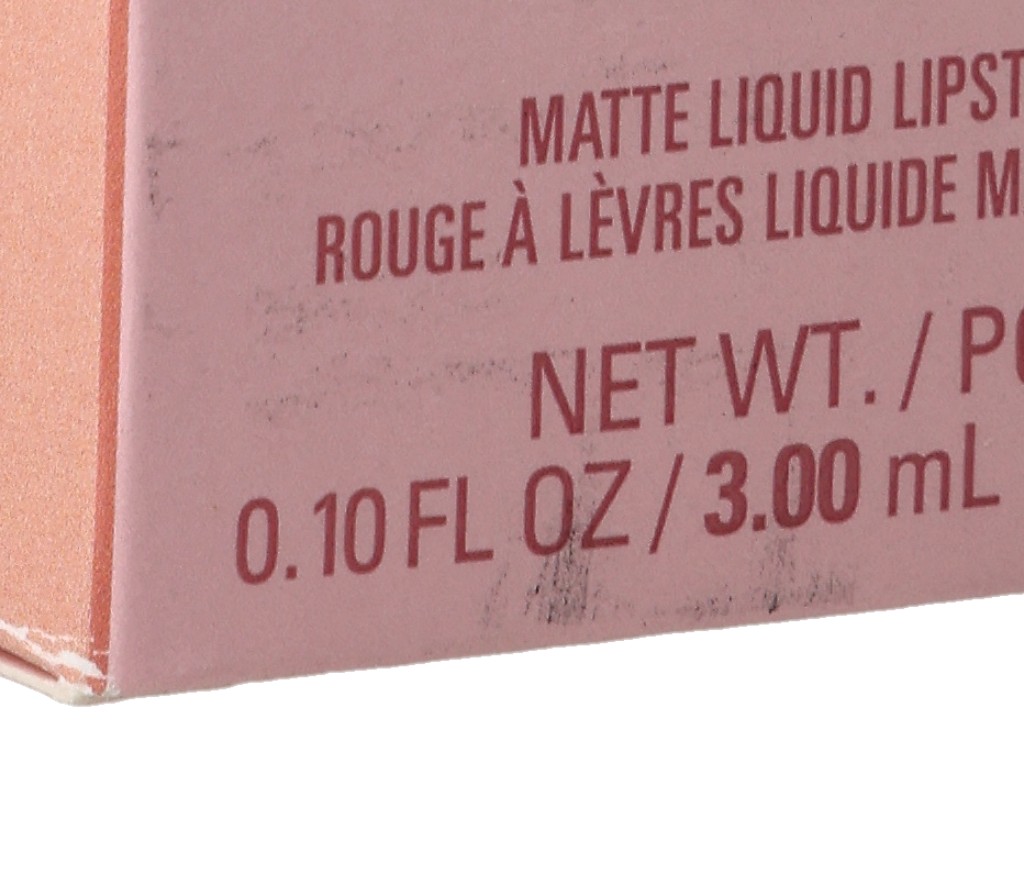 MATTE LIQUID LIPST
ROUGE À LÈVRES LIQUIDE M
NET WT. / PO
0.10 FL OZ / 3.00 mL